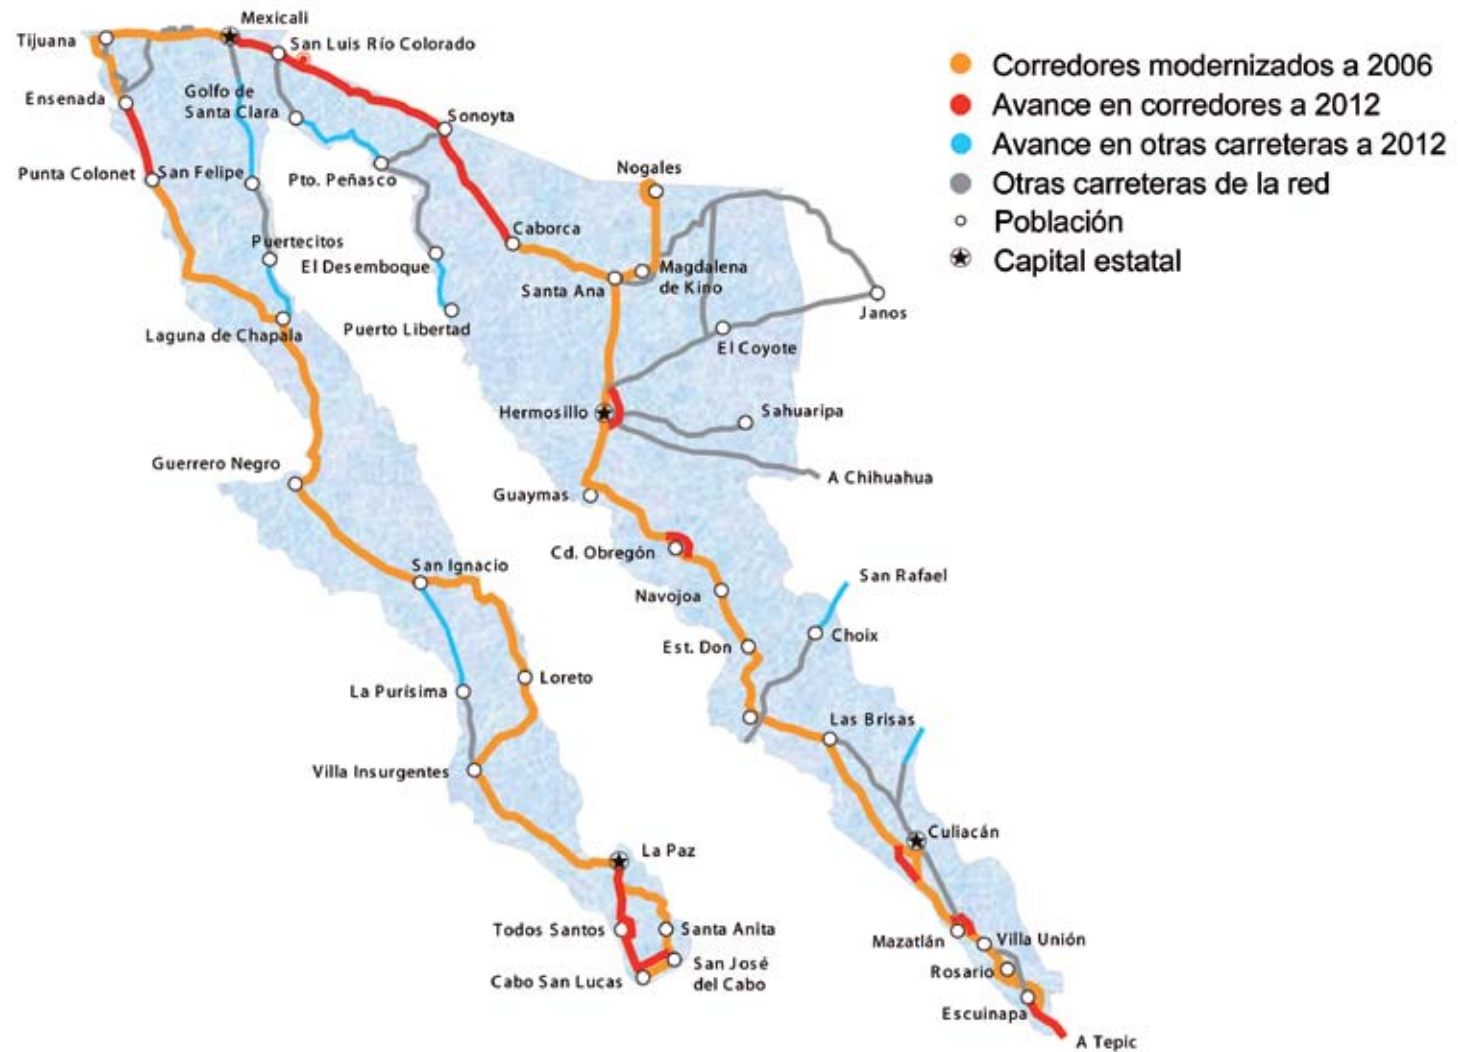 Mexicali
Tijuana
San Luis Río Colorado
Corredores modernizados a 2006
Avance en corredores a 2012
Avance en otras carreteras a 2012
Otras carreteras de la red
Población
Capital estatal
Ensenada
Golfo de
Santa Clara
Sonoyta
Punta Colonet
San Felipe
Pto. Peñasco
Nogales
Caborca
Puertecitos
El Desemboque
Magdalena
de Kino
Santa Ana
Janos
Laguna de Chapala
Puerto Libertad
El Coyote
Hermosillo
Sahuaripa
Guerrero Negro
A Chihuahua
Guaymas
Cd. Obregón
San Ignacio
San Rafael
Navojoa
Choix
Est. Don
Loreto
La Purísima
Las Brisas
Villa Insurgentes
Culiacán
La Paz
Todos Santos
Santa Anita
Mazatlán
Villa Unión
San José
del Cabo
Cabo San Lucas
Rosario
Escuinapa
A Tepic